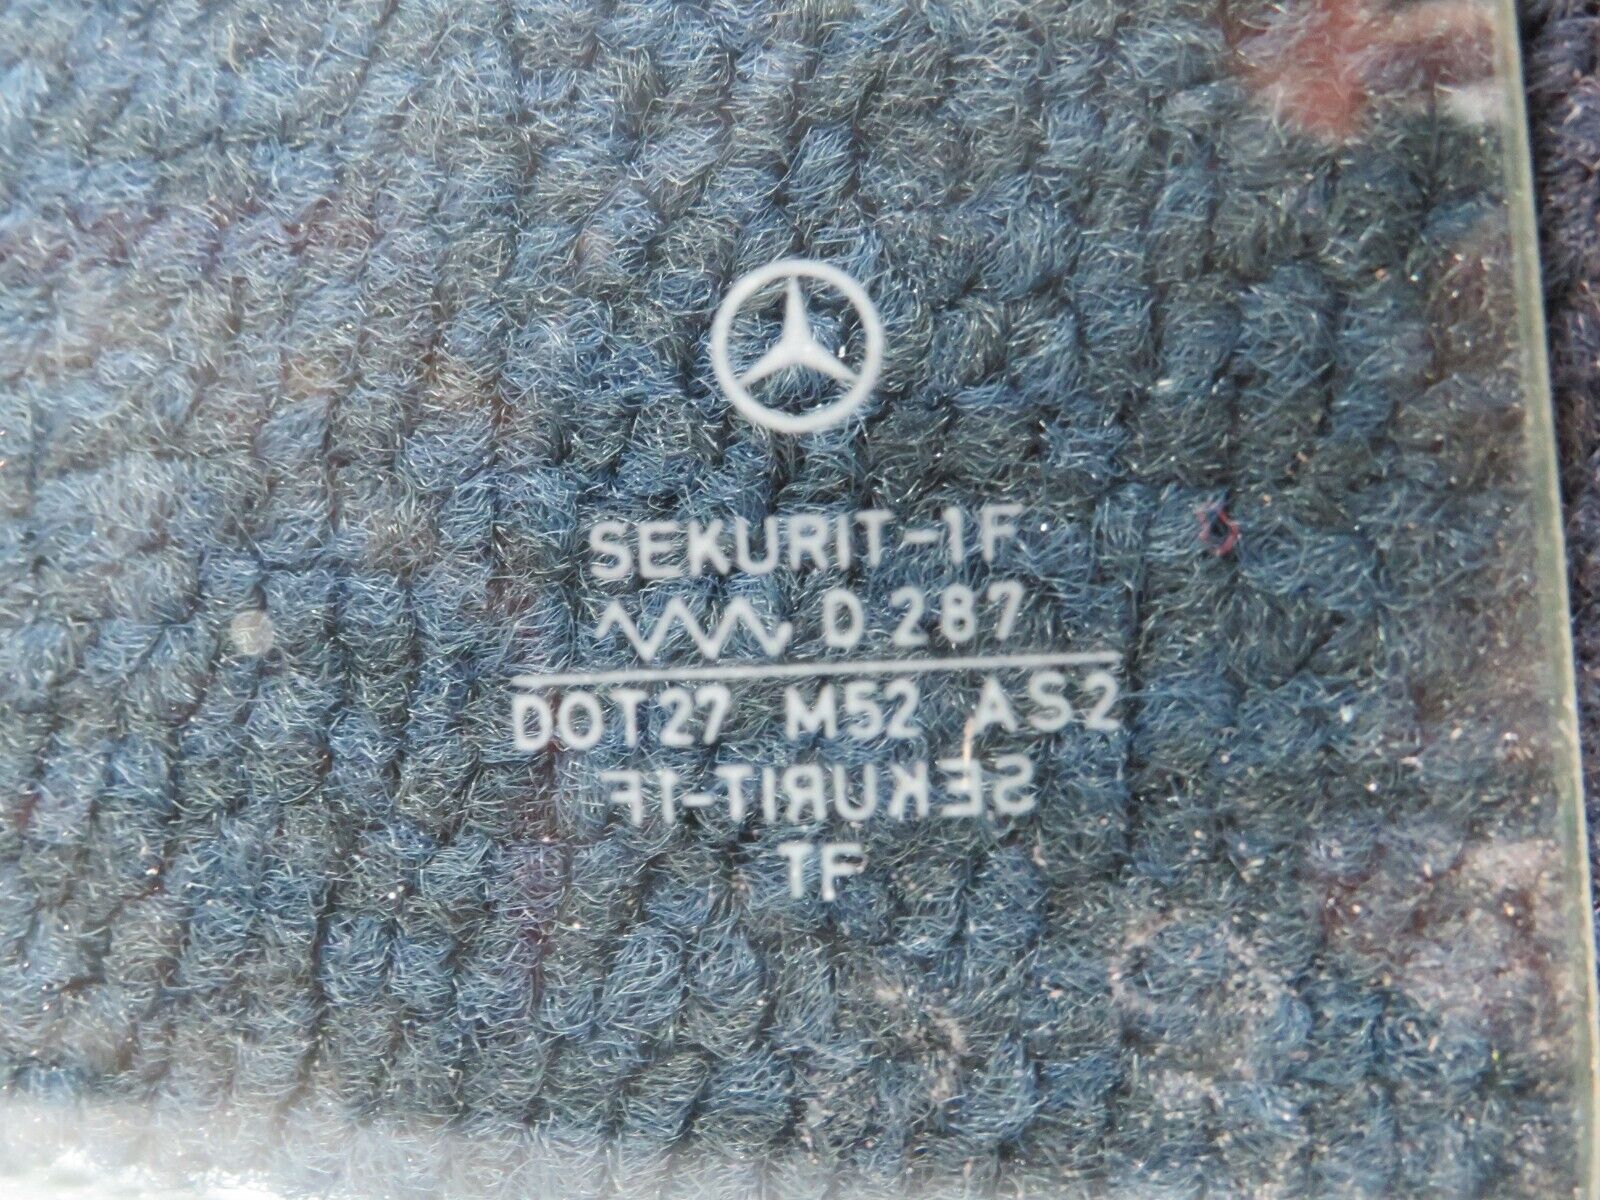 SEKURIT-1F
D 287
DOT27 M52 AS2
SEKURIT-1F
TF